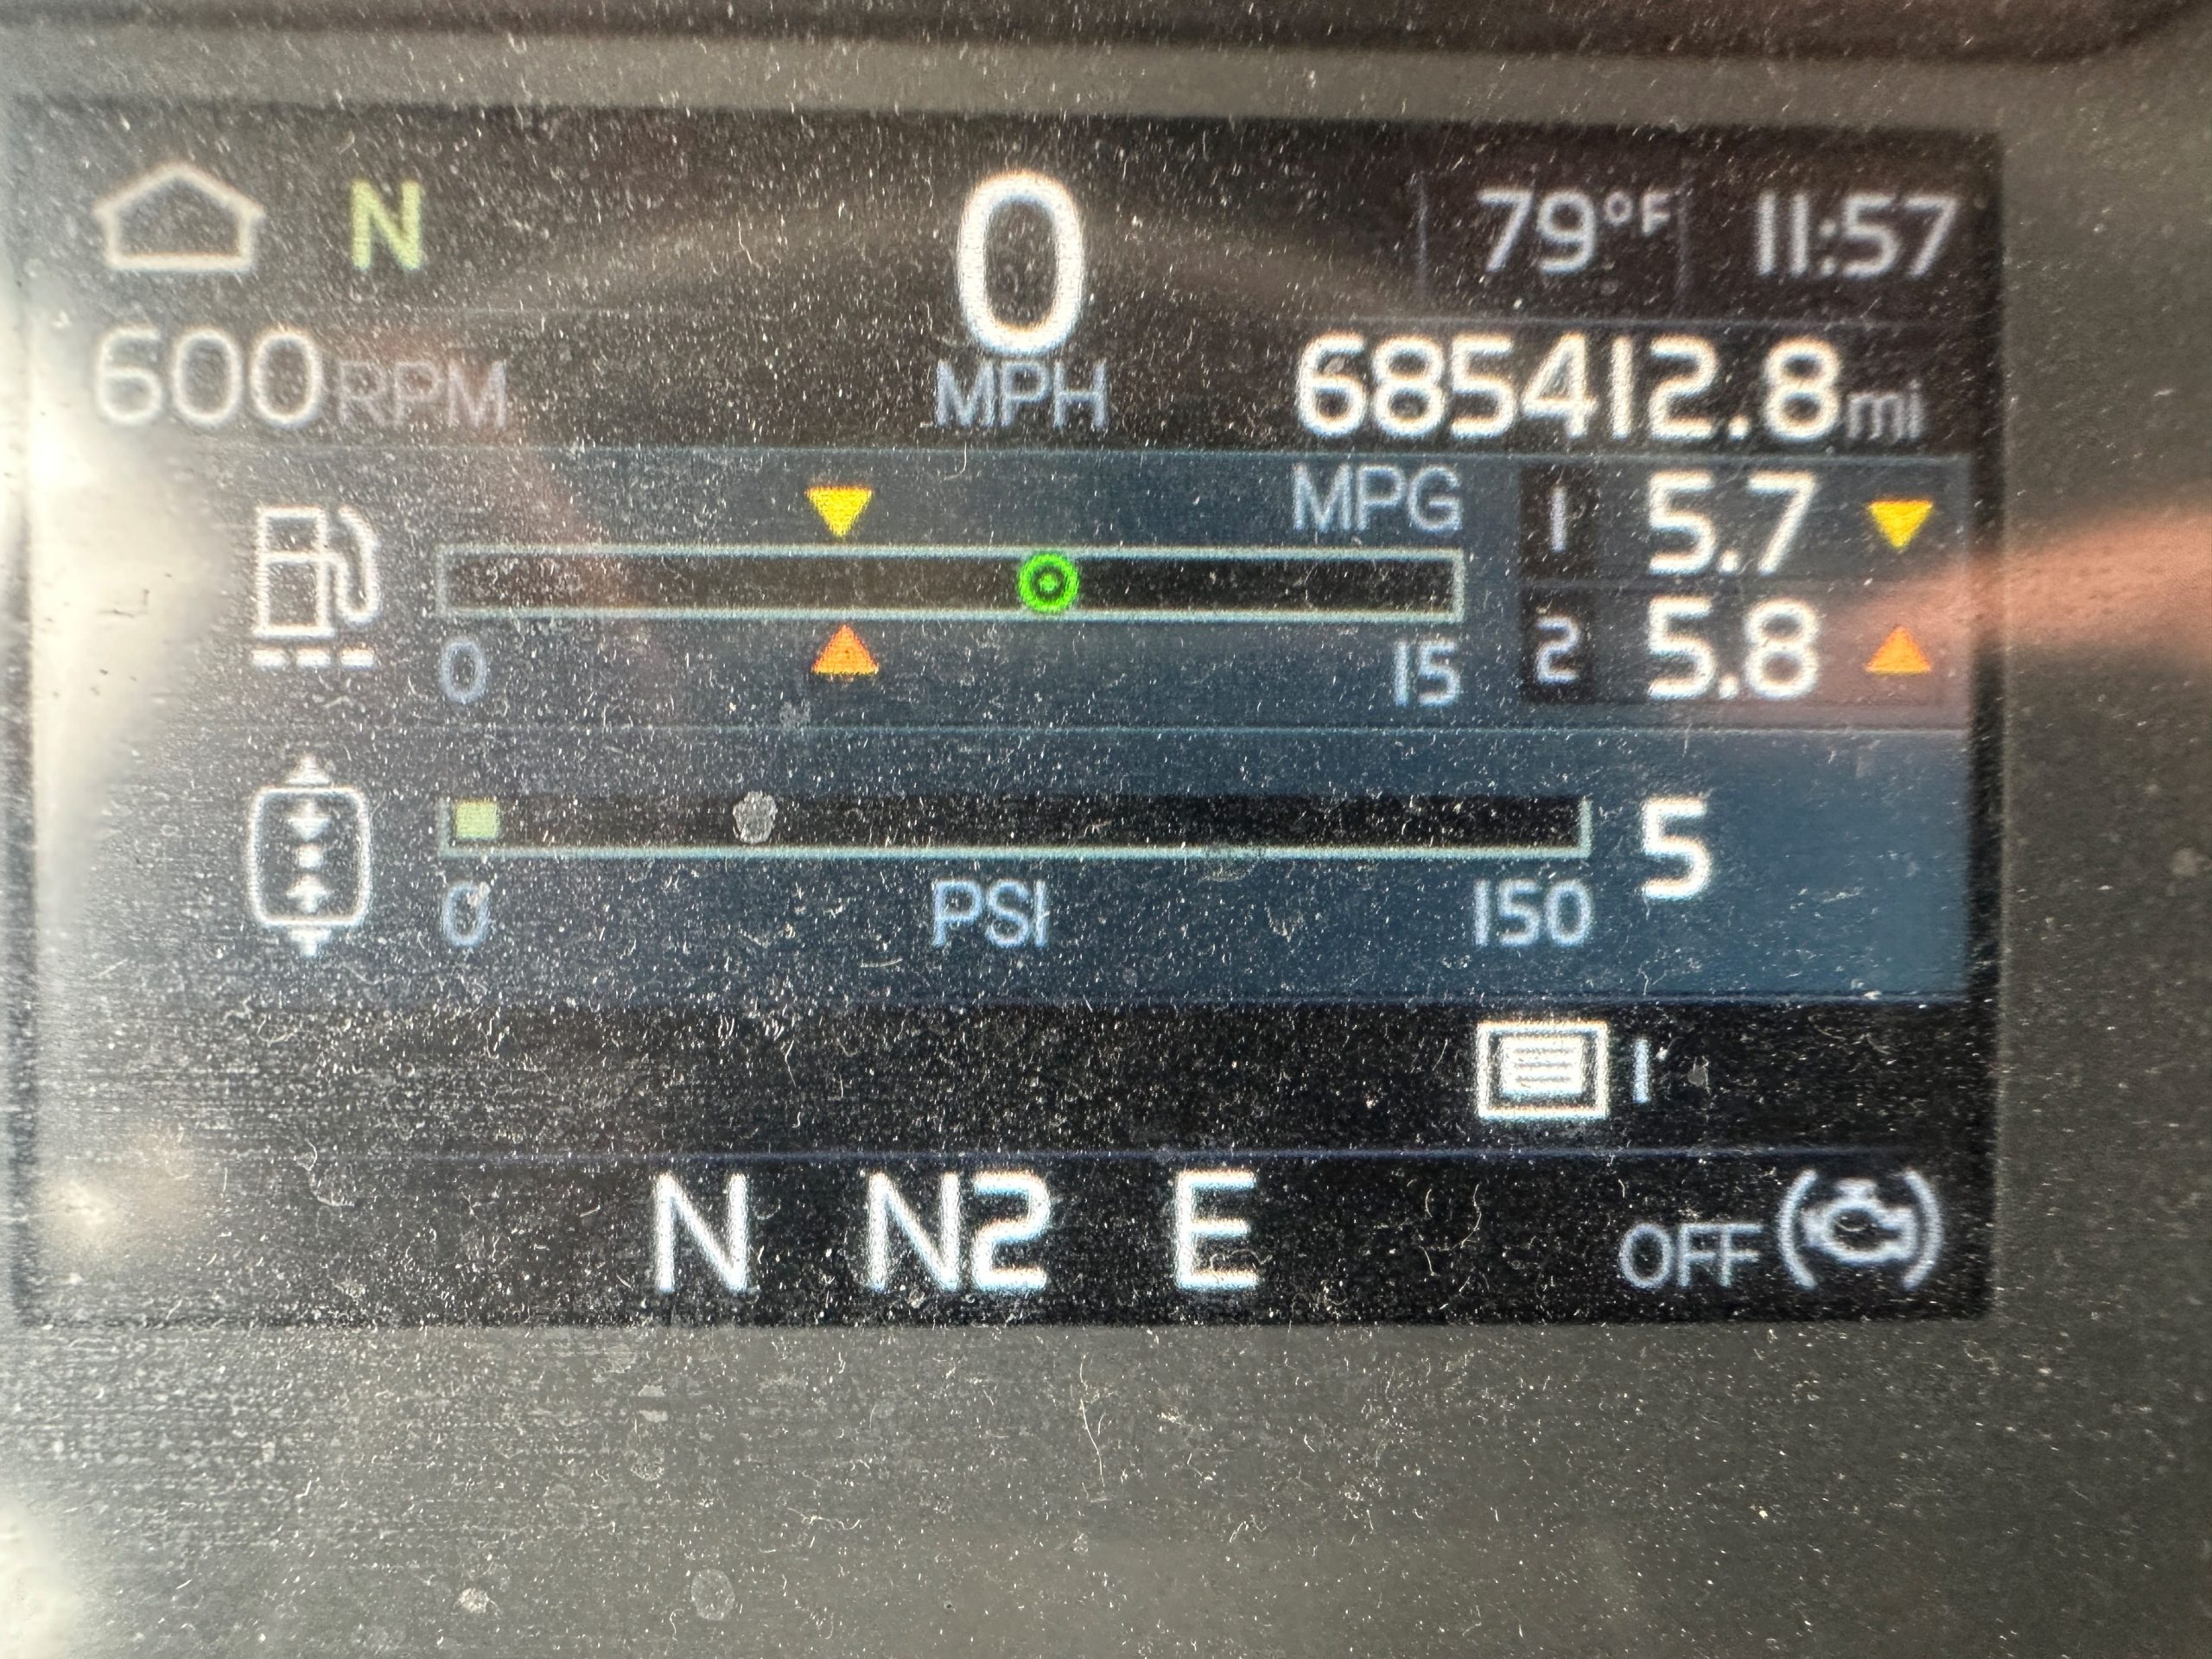 N 0 79°F 11:57
600 RPM MPH 685412.8 mi
MPG 1 5.7
0 15 2 5.8
5
0 PSI 150
1
N N2 E OFF